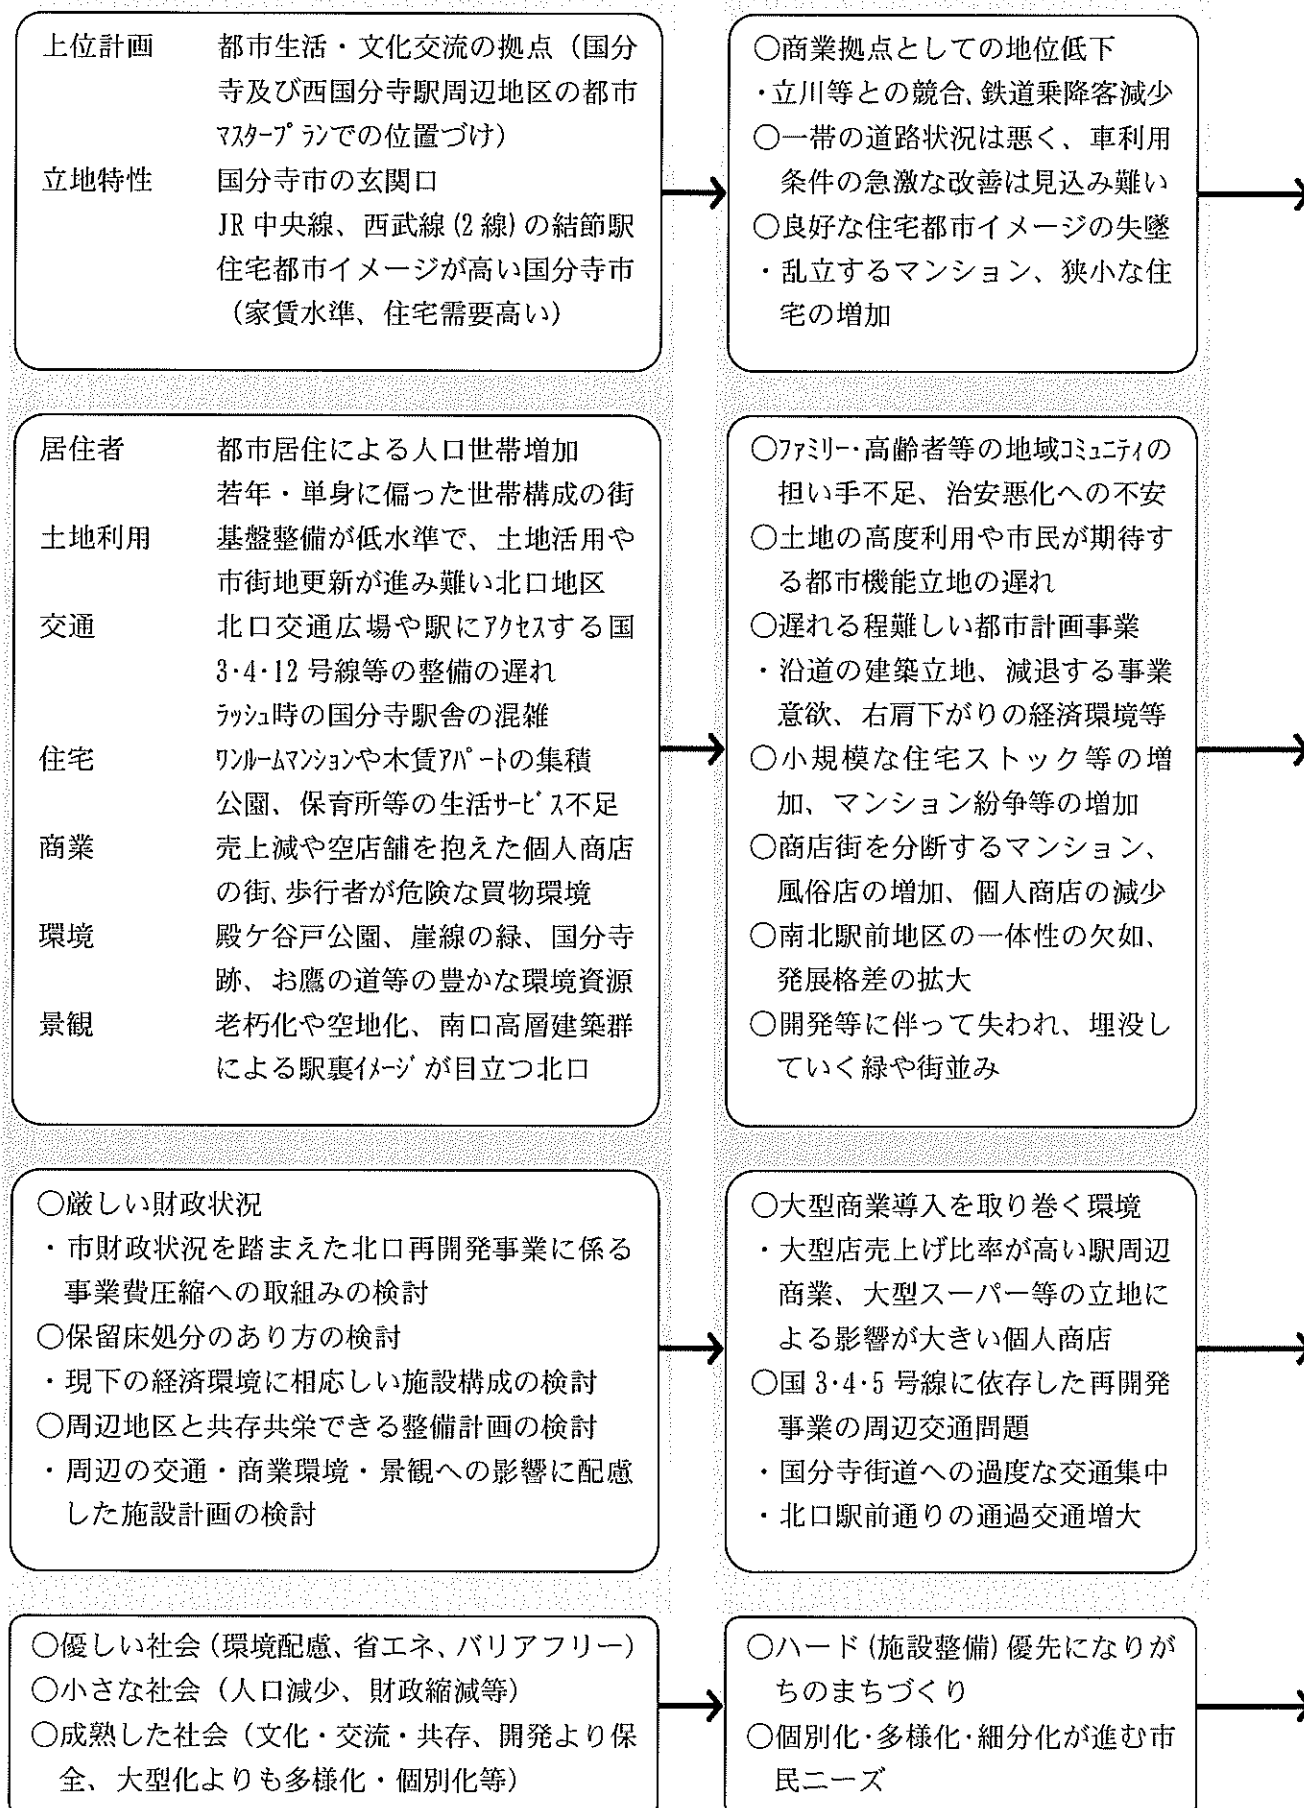 上位計画 都市生活・文化交流の拠点（国分
寺及び西国分寺駅周辺地区の都市
ﾏｽﾀｰﾌﾟﾗﾝでの位置づけ）
立地特性 国分寺市の玄関口
JR中央線、西武線(2線)の結節駅
住宅都市イメージが高い国分寺市
（家賃水準、住宅需要高い）
○商業拠点としての地位低下
・立川等との競合、鉄道乗降客減少
○一帯の道路状況は悪く、車利用
条件の急激な改善は見込み難い
○良好な住宅都市イメージの失墜
・乱立するマンション、狭小な住
宅の増加
居住者 都市居住による人口世帯増加
若年・単身に偏った世帯構成の街
土地利用 基盤整備が低水準で、土地活用や
市街地更新が進み難い北口地区
交通 北口交通広場や駅にｱｸｾｽする国
3・4・12号線等の整備の遅れ
ﾗｯｼｭ時の国分寺駅舎の混雑
住宅 ﾜﾝﾙｰﾑﾏﾝｼｮﾝや木賃ｱﾊﾟｰﾄの集積
公園、保育所等の生活ｻｰﾋﾞｽ不足
商業 売上減や空店舗を抱えた個人商店
の街、歩行者が危険な買物環境
環境 殿ケ谷戸公園、崖線の緑、国分寺
跡、お鷹の道等の豊かな環境資源
景観 老朽化や空地化、南口高層建築群
による駅裏ｲﾒｰｼﾞが目立つ北口
○ﾌｧﾐﾘｰ・高齢者等の地域ｺﾐｭﾆﾃｨの
担い手不足、治安悪化への不安
○土地の高度利用や市民が期待す
る都市機能立地の遅れ
○遅れる程難しい都市計画事業
・沿道の建築立地、減退する事業
意欲、右肩下がりの経済環境等
○小規模な住宅ストック等の増
加、マンション紛争等の増加
○商店街を分断するマンション、
風俗店の増加、個人商店の減少
○南北駅前地区の一体性の欠如、
発展格差の拡大
○開発等に伴って失われ、埋没し
ていく緑や街並み
○厳しい財政状況
・市財政状況を踏まえた北口再開発事業に係る
事業費圧縮への取組みの検討
○保留床処分のあり方の検討
・現下の経済環境に相応しい施設構成の検討
○周辺地区と共存共栄できる整備計画の検討
・周辺の交通・商業環境・景観への影響に配慮
した施設計画の検討
○大型商業導入を取り巻く環境
・大型店売上げ比率が高い駅周辺
商業、大型スーパー等の立地に
よる影響が大きい個人商店
○国3・4・5号線に依存した再開発
事業の周辺交通問題
・国分寺街道への過度な交通集中
・北口駅前通りの通過交通増大
○優しい社会(環境配慮、省エネ、バリアフリー)
○小さな社会（人口減少、財政縮減等）
○成熟した社会（文化・交流・共存、開発より保
全、大型化よりも多様化・個別化等）
○ハード(施設整備)優先になりが
ちのまちづくり
○個別化・多様化・細分化が進む市
民ニーズ